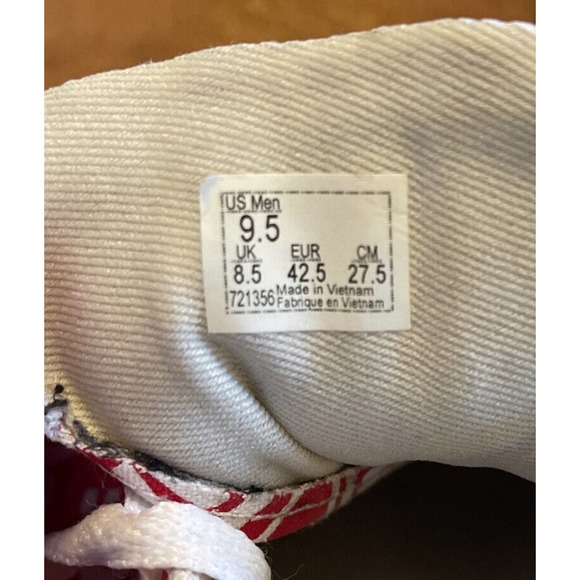 US Men
9.5
UK EUR CM
8.5 42.5 27.5
721356 Made in Vietnam
Fabrique en Vietnam